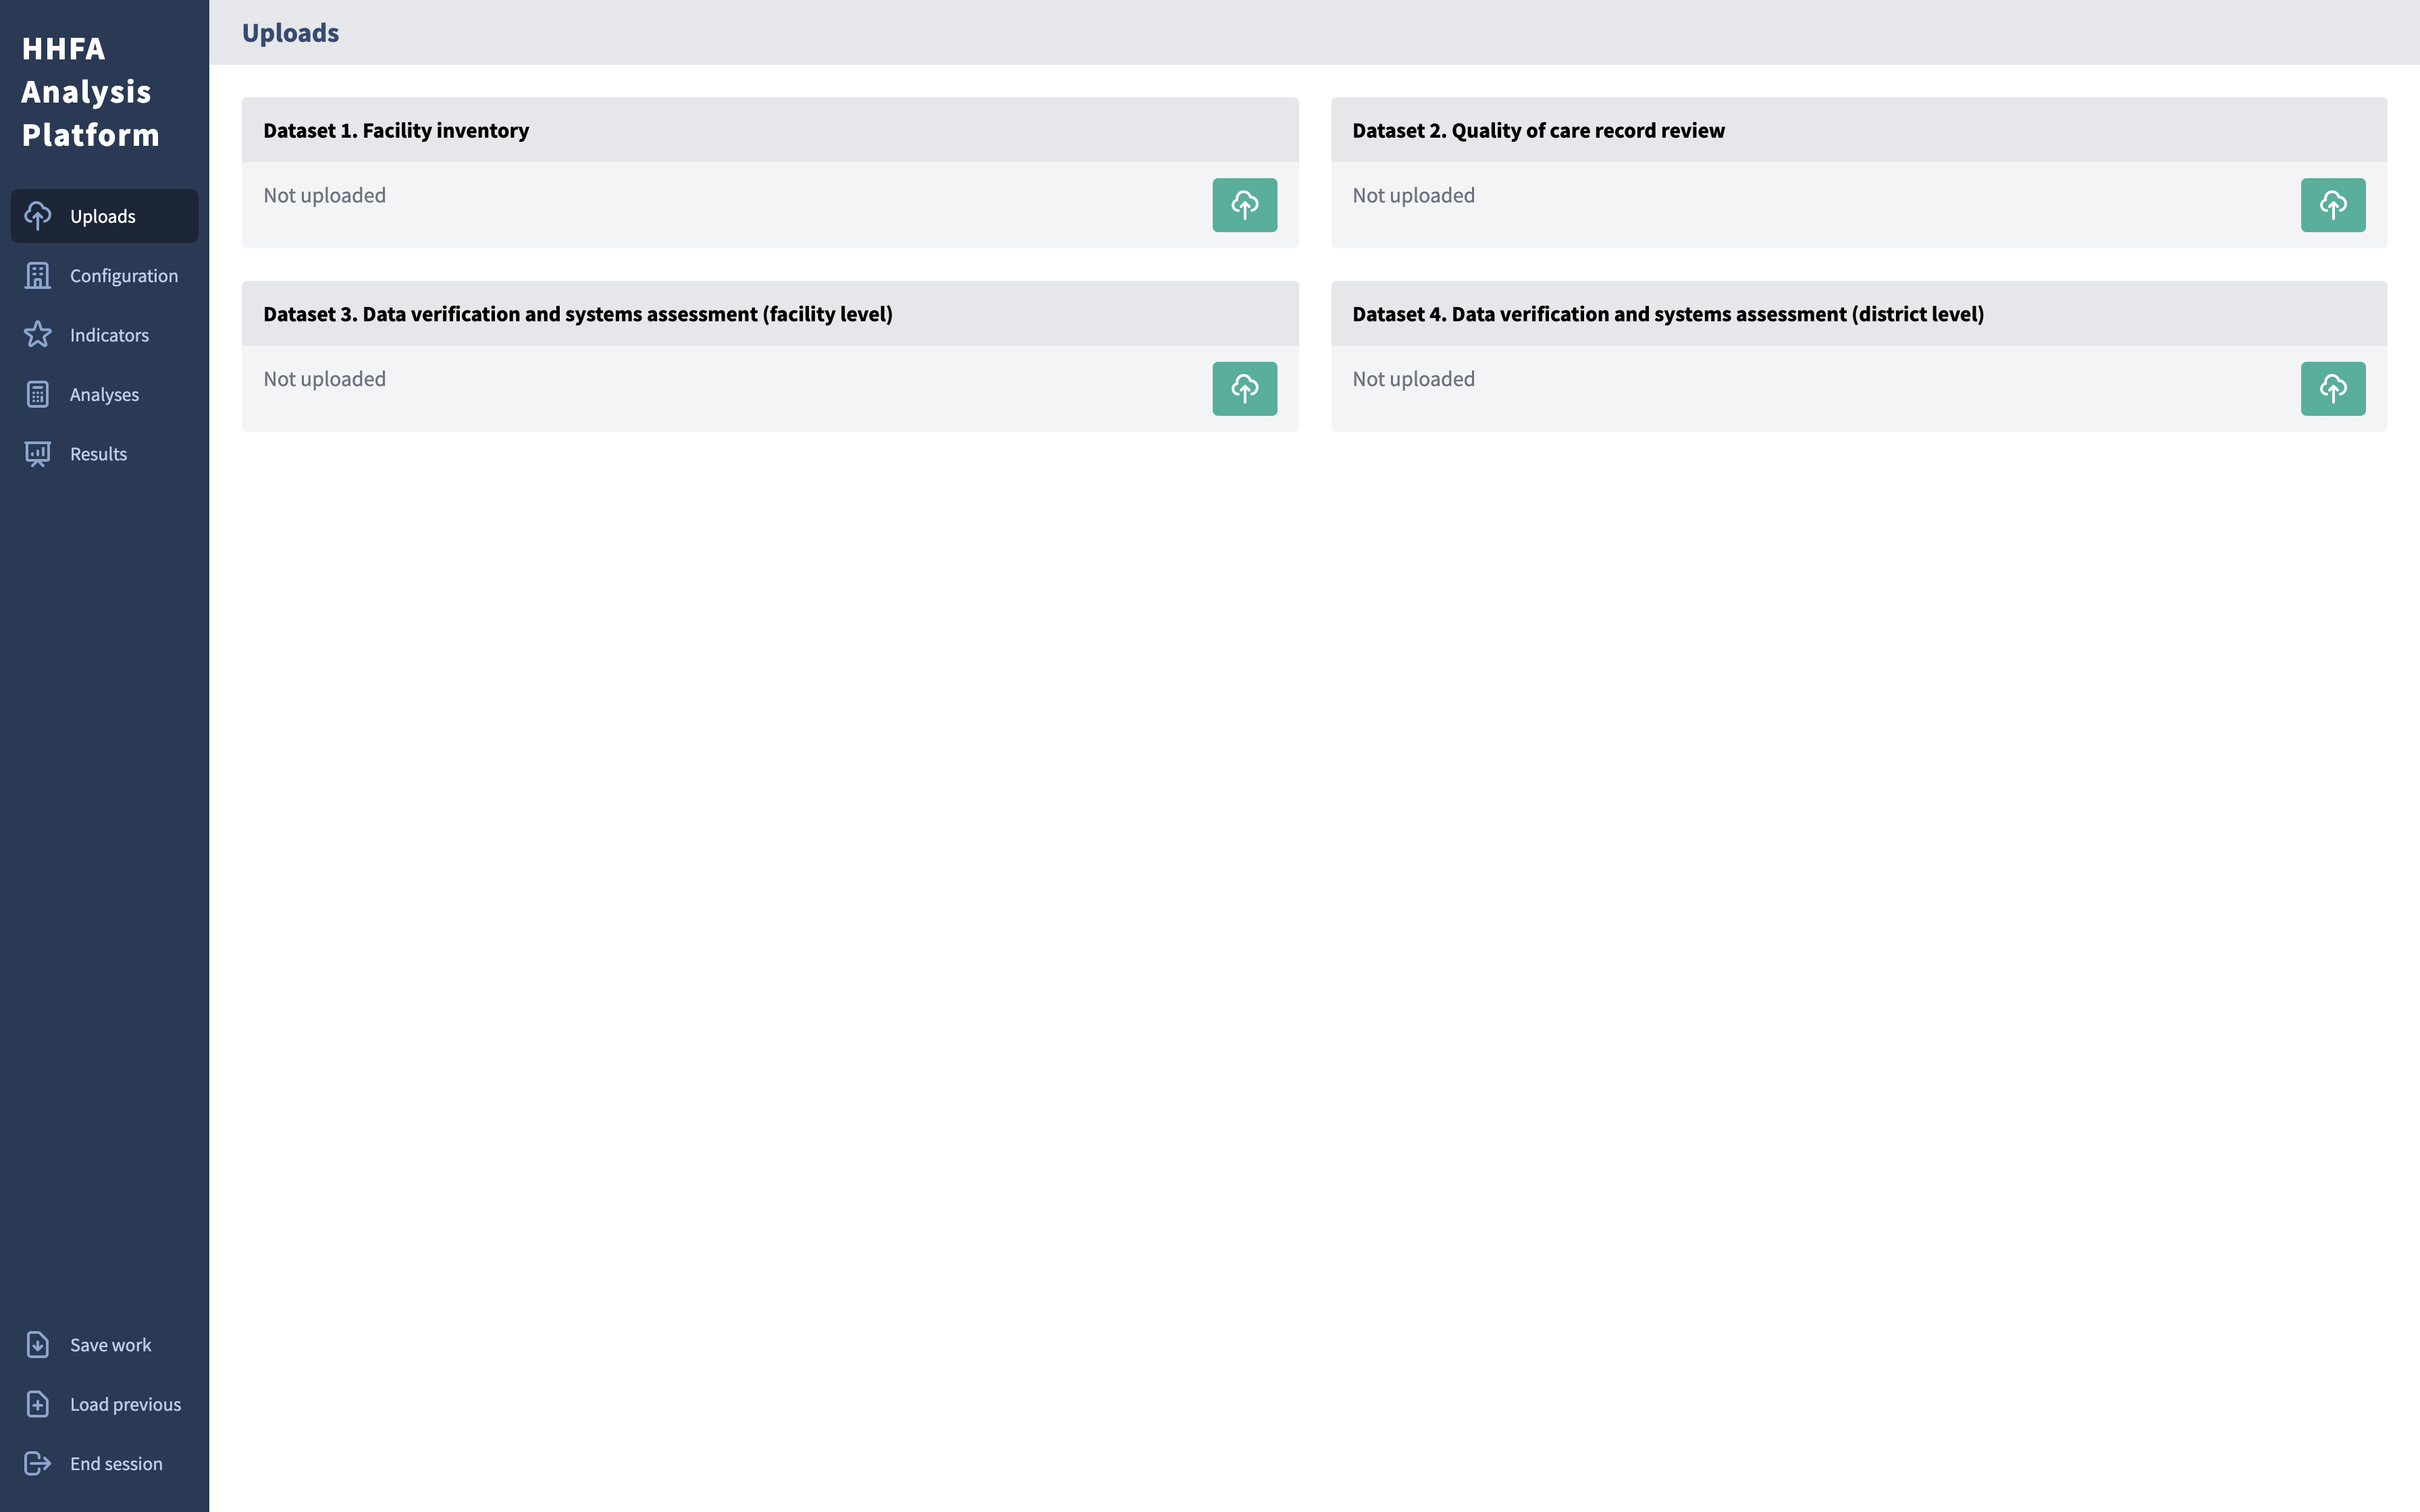 HHFA
Analysis
Platform
Uploads
Configuration
Indicators
Analyses
Results
Save work
Load previous
End session
Uploads
Dataset 1. Facility inventory
Not uploaded
Dataset 2. Quality of care record review
Not uploaded
Dataset 3. Data verification and systems assessment (facility level)
Not uploaded
Dataset 4. Data verification and systems assessment (district level)
Not uploaded